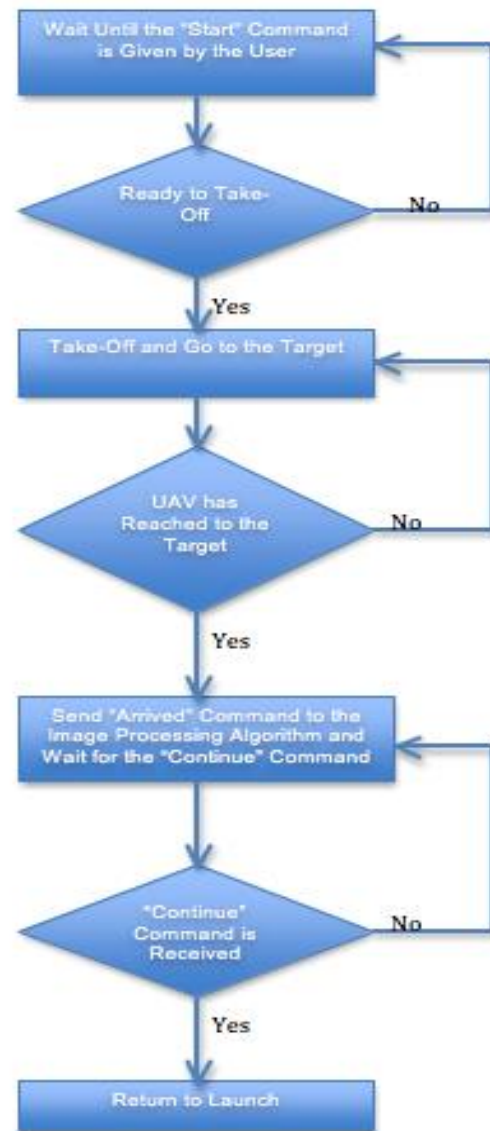 Wait Until the "Start" Command
is Given by the User
Ready to Take-
Off
No
Yes
Take-Off and Go to the Target
UAV has
Reached to the
Target
No
Yes
Send "Arrived" Command to the
Image Processing Algorithm and
Wait for the "Continue" Command
"Continue"
Command is
Received
No
Yes
Return to Launch